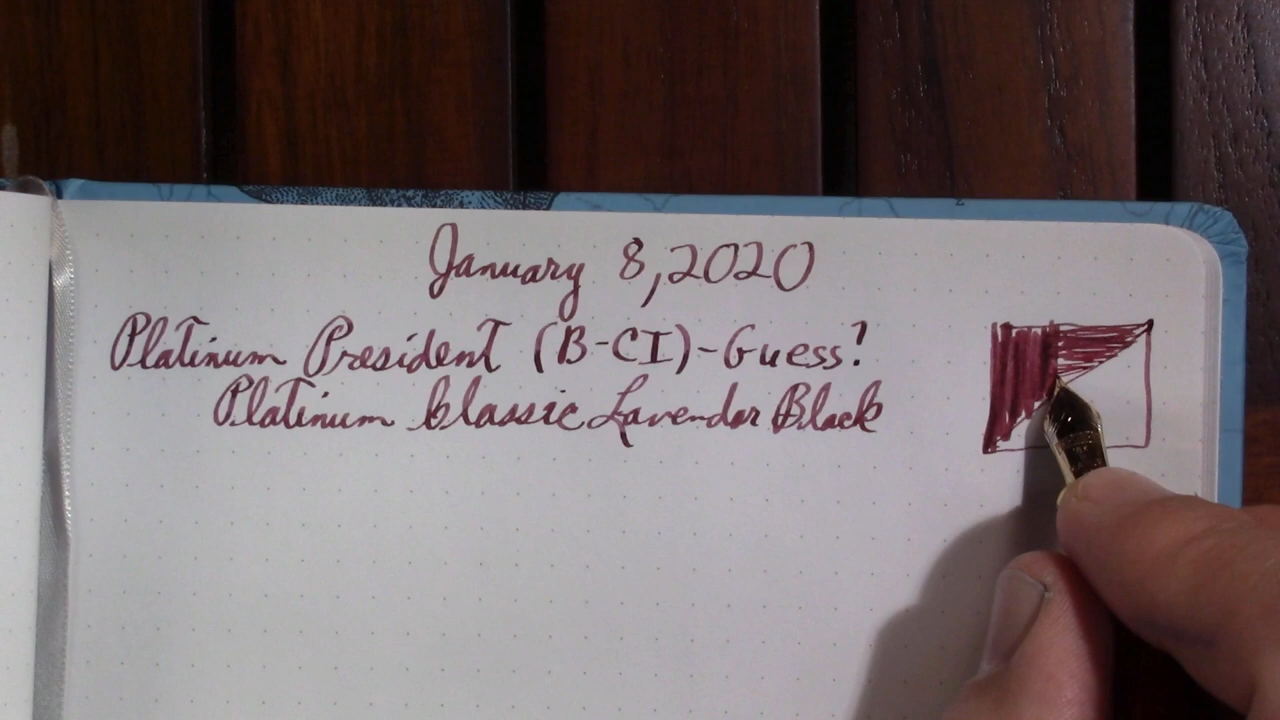 January 8, 2020
Platinum President (B-CI)-Guess?
Platinum Classic Lavender Black